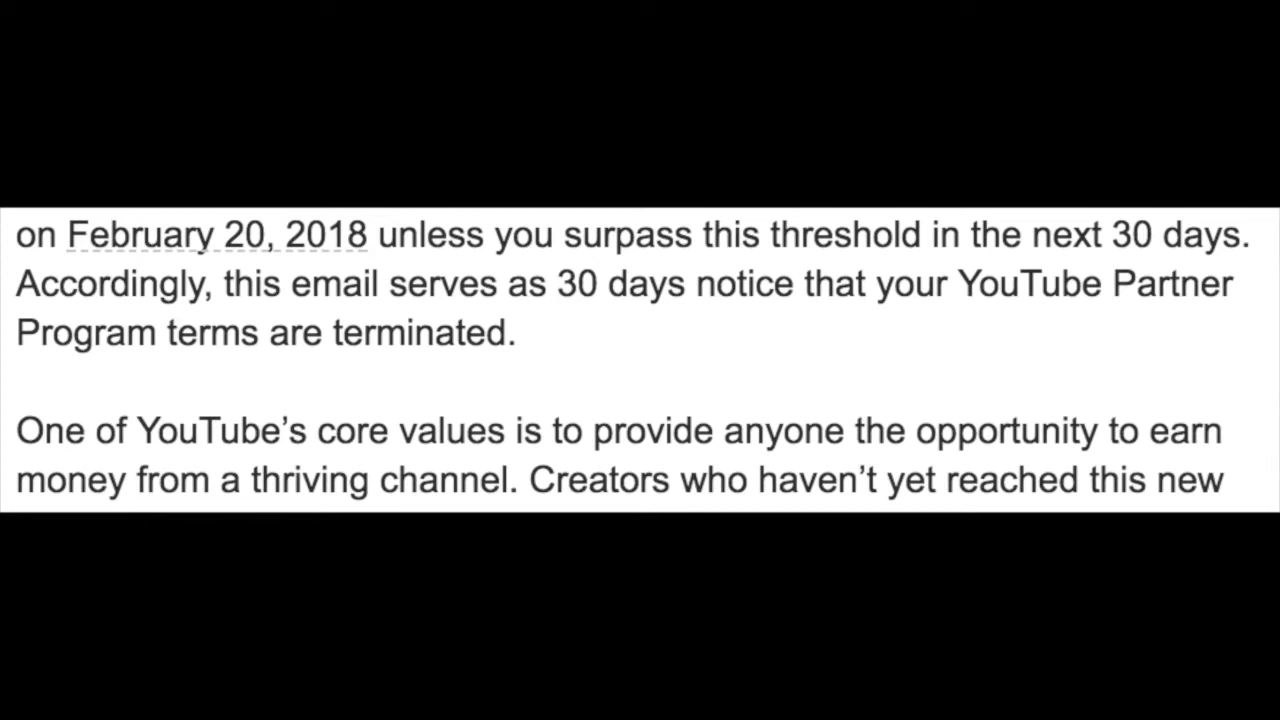 on February 20, 2018 unless you surpass this threshold in the next 30 days.
Accordingly, this email serves as 30 days notice that your YouTube Partner
Program terms are terminated.
One of YouTube’s core values is to provide anyone the opportunity to earn
money from a thriving channel. Creators who haven’t yet reached this new